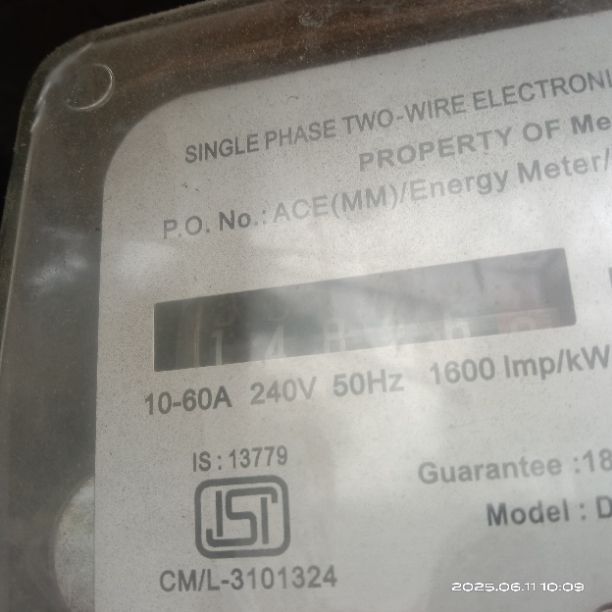 SINGLE PHASE TWO-WIRE ELECTRONI
PROPERTY OF Me
P.O. No.: ACE(MM)/Energy Meter/
10-60A 240V 50Hz 1600 Imp/kW
IS : 13779
Guarantee :18
Model : D
CM/L-3101324
2025.06.11 10:09